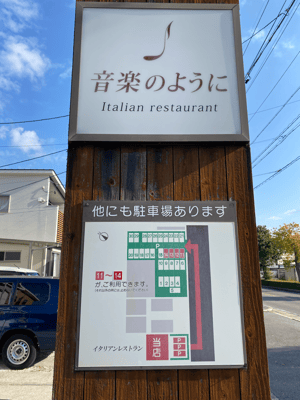 音楽のように
Italian restaurant
他にも駐車場あります
P
11～14
がご利用できます。
イタリアンレストラン
当店
P
P
P